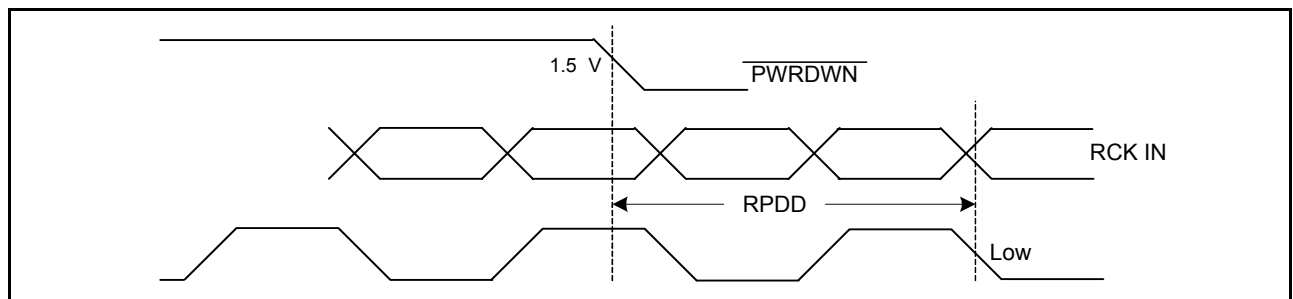 1.5 V
PWRDWN
RCK IN
RPDD
Low